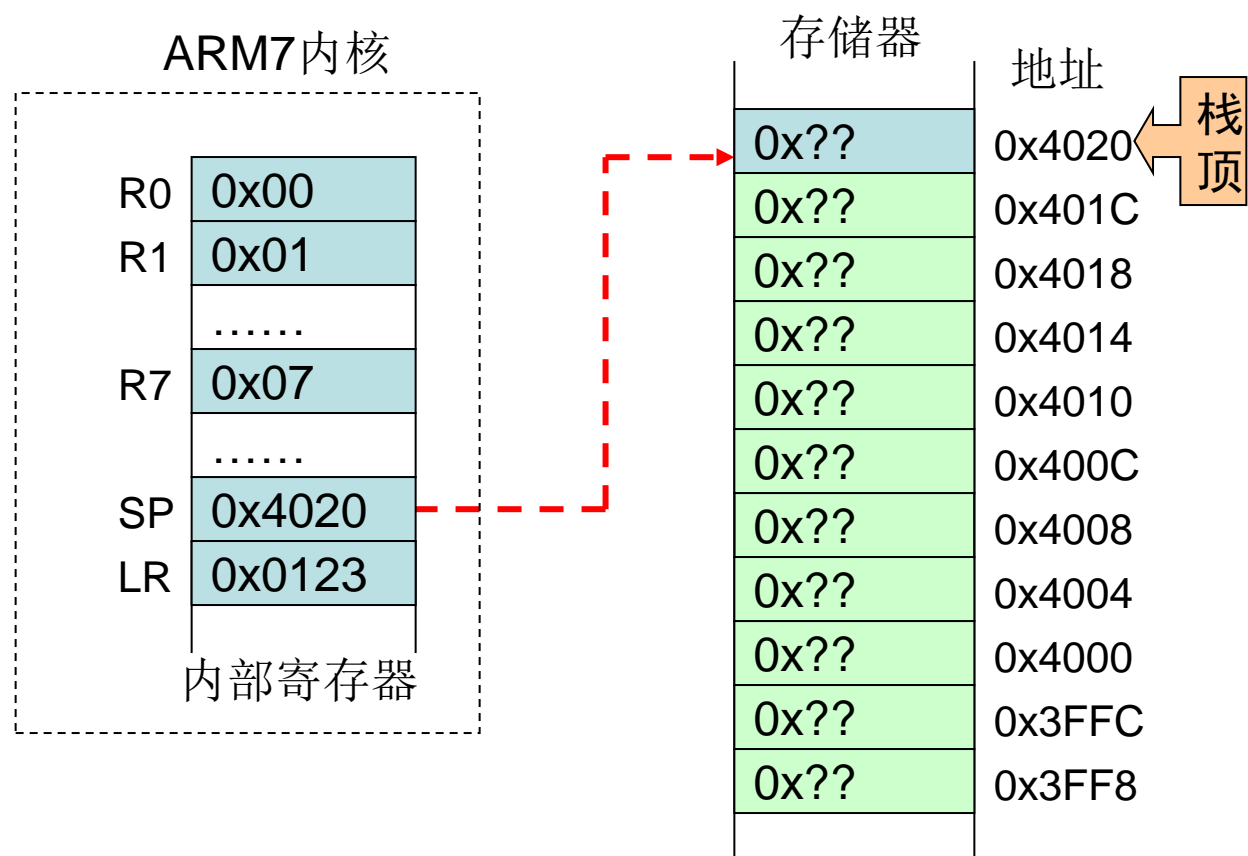 ARM7内核
R0 0x00
R1 0x01
……
R7 0x07
……
SP 0x4020
LR 0x0123
内部寄存器
存储器
地址
栈顶
0x?? 0x4020
0x?? 0x401C
0x?? 0x4018
0x?? 0x4014
0x?? 0x4010
0x?? 0x400C
0x?? 0x4008
0x?? 0x4004
0x?? 0x4000
0x?? 0x3FFC
0x?? 0x3FF8